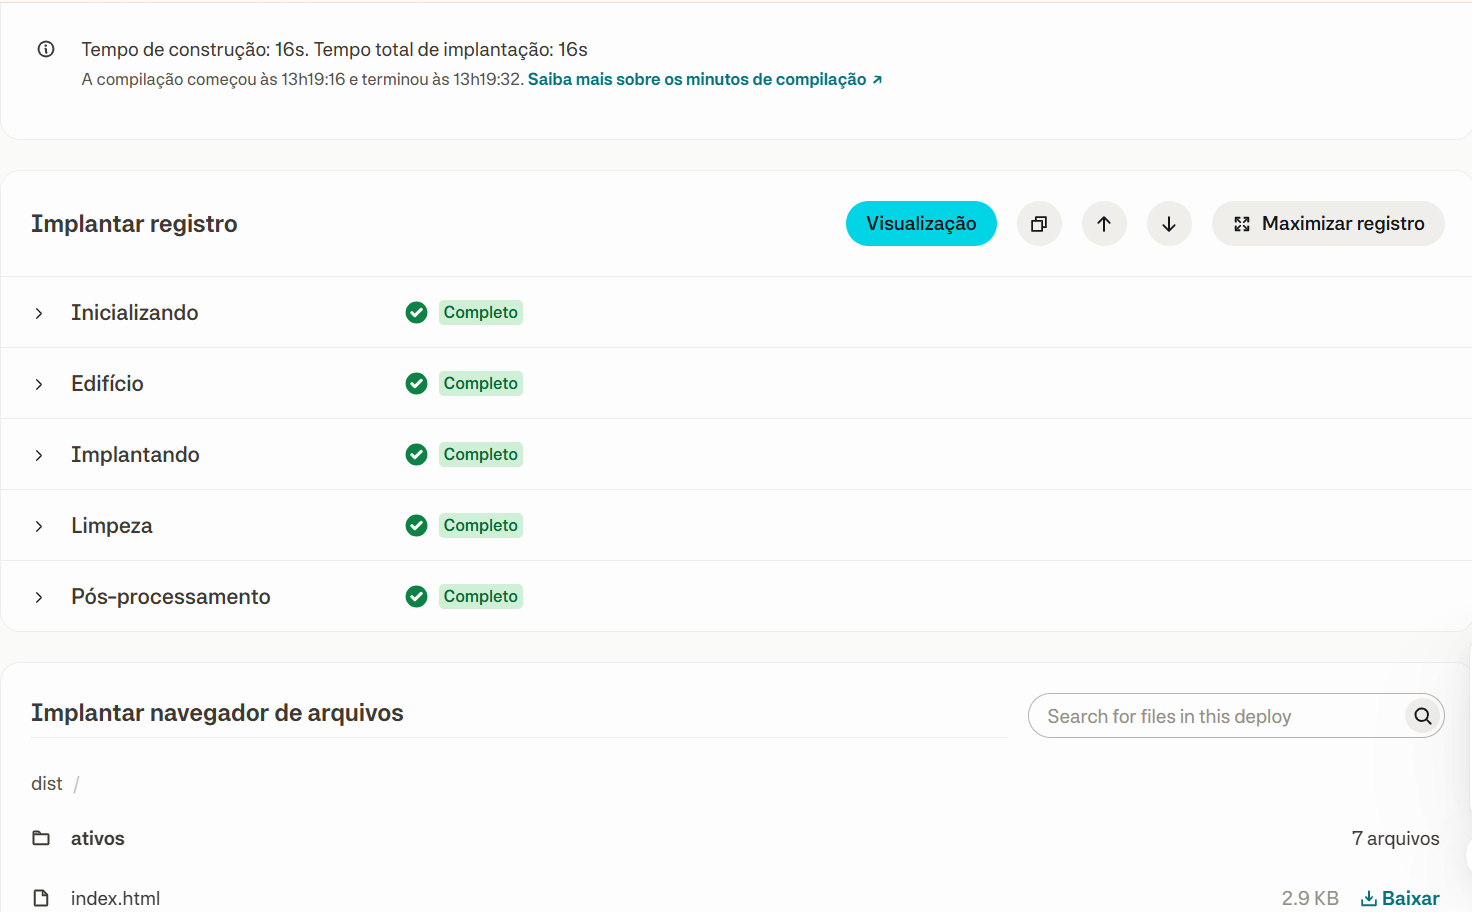 Tempo de construção: 16s. Tempo total de implantação: 16s
A compilação começou às 13h19:16 e terminou às 13h19:32. Saiba mais sobre os minutos de compilação ↗
Implantar registro
Visualização
Maximizar registro
Inicializando
Completo
Edifício
Completo
Implantando
Completo
Limpeza
Completo
Pós-processamento
Completo
Implantar navegador de arquivos
Search for files in this deploy
dist /
ativos
7 arquivos
index.html
2.9 KB
Baixar